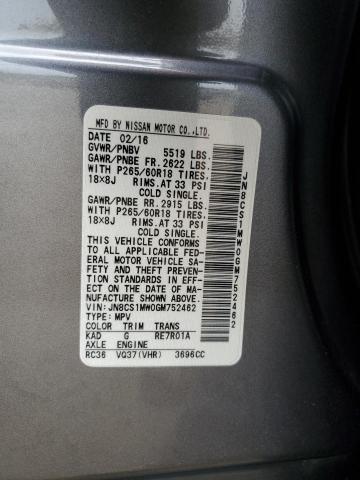 MFD BY NISSAN MOTOR CO.,LTD.
DATE 02/16
GVWR/PNBV 5519 LBS.
GAWR/PNBE FR. 2622 LBS.
WITH P265/60R18 TIRES,
18×8J RIMS.AT 33 PSI
COLD SINGLE.
GAWR/PNBE RR. 2915 LBS.
WITH P265/60R18 TIRES,
18×8J RIMS.AT 33 PSI
COLD SINGLE.
THIS VEHICLE CONFORMS
TO ALL APPLICABLE FED-
ERAL MOTOR VEHICLE SA-
FETY AND THEFT PREVEN-
TION STANDARDS IN EFF-
ECT ON THE DATE OF MA-
NUFACTURE SHOWN ABOVE.
VIN: JN8CS1MW0GM752462
TYPE: MPV
COLOR TRIM TRANS
KAD G RE7R01A
AXLE ENGINE
RC36 VQ37(VHR) 3696CC
JN8CS1MW0GM752462